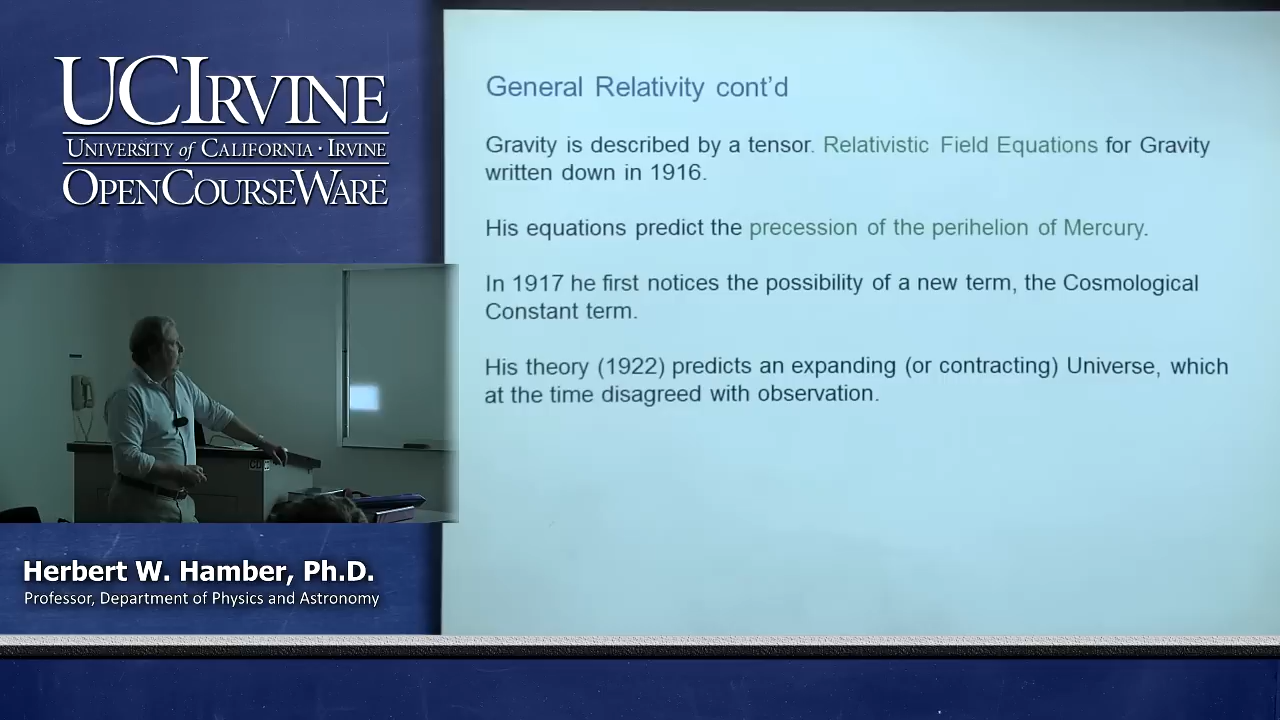 UCIRVINE
UNIVERSITY of CALIFORNIA · IRVINE
OPENCOURSEWARE
General Relativity cont'd
Gravity is described by a tensor. Relativistic Field Equations for Gravity
written down in 1916.
His equations predict the precession of the perihelion of Mercury.
In 1917 he first notices the possibility of a new term, the Cosmological
Constant term.
His theory (1922) predicts an expanding (or contracting) Universe, which
at the time disagreed with observation.
Herbert W. Hamber, Ph.D.
Professor, Department of Physics and Astronomy